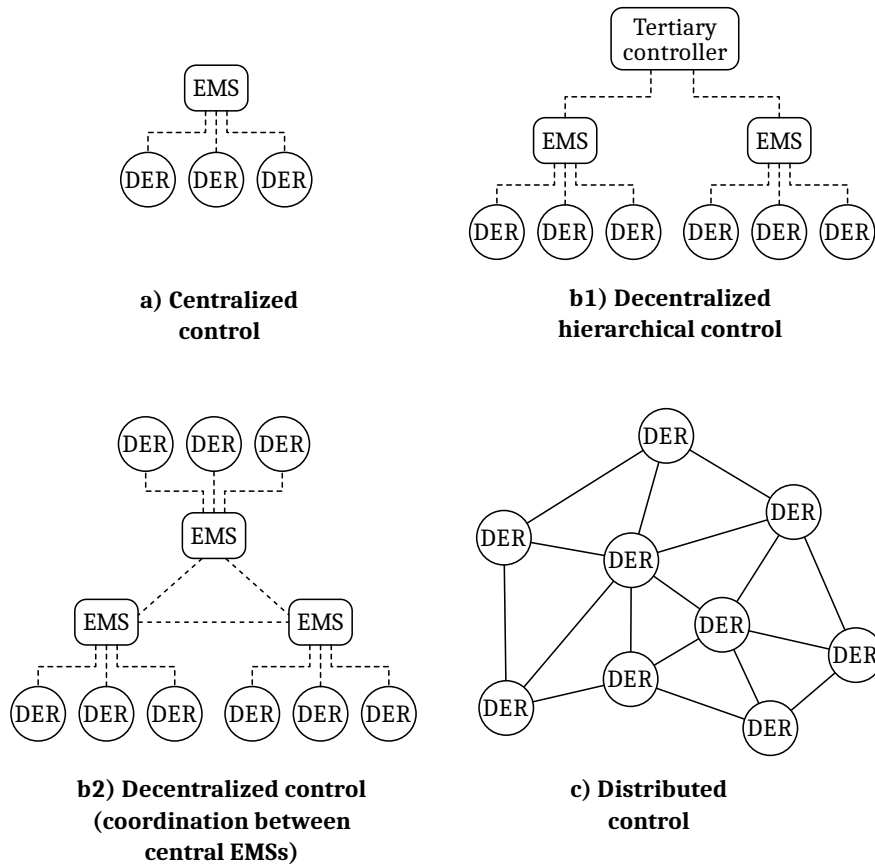 EMS
DER DER DER
a) Centralized
control
Tertiary
controller
EMS EMS
DER DER DER DER DER DER
b1) Decentralized
hierarchical control
DER DER DER
EMS
EMS EMS
DER DER DER DER DER DER
b2) Decentralized control
(coordination between
central EMSs)
DER
DER
DER
DER
DER
DER
DER
DER
DER
c) Distributed
control